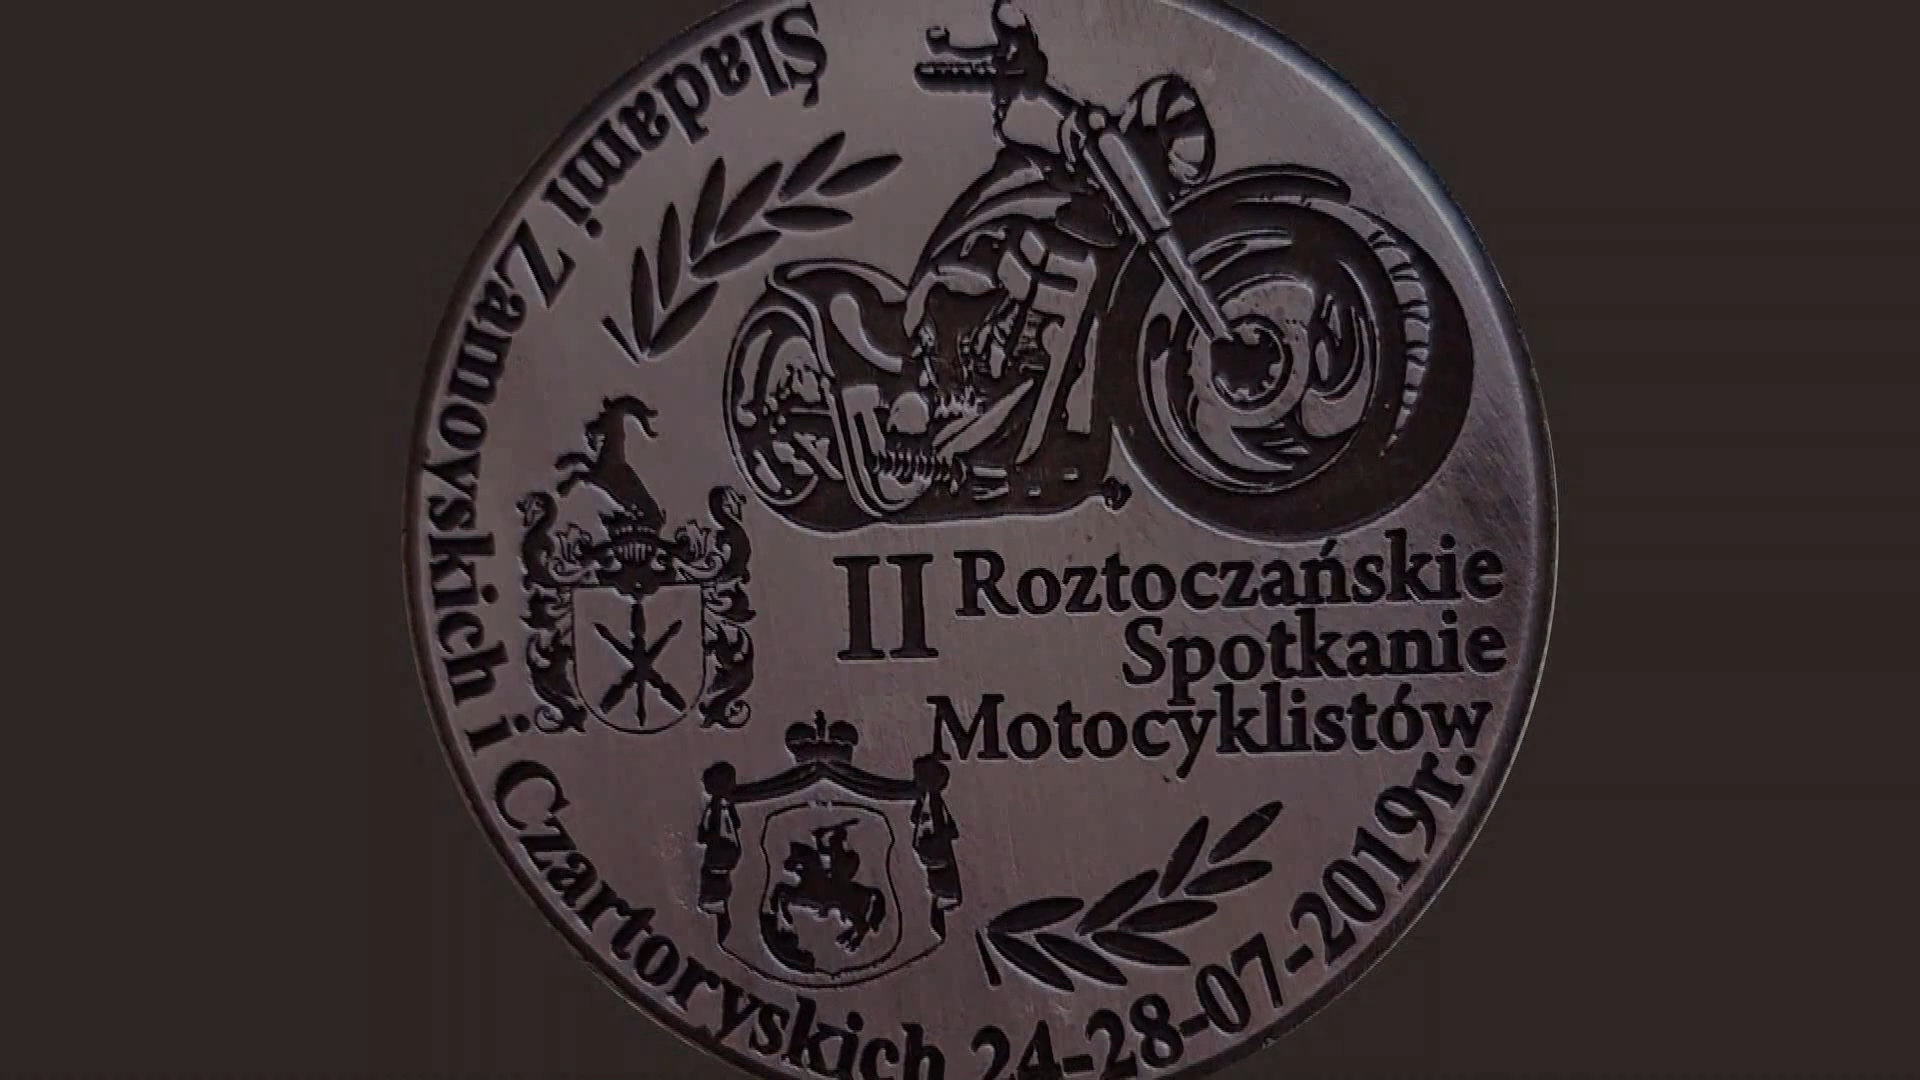 Śladami Zamoyskich i Czartoryskich 24-28-07-2019r.
II Roztoczańskie
Spotkanie
Motocyklistów